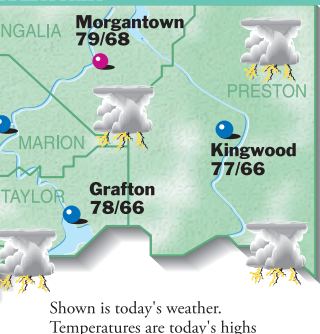 Morgantown
79/68
NGALIA
PRESTON
MARION
Kingwood
77/66
TAYLOR
Grafton
78/66
Shown is today's weather.
Temperatures are today's highs